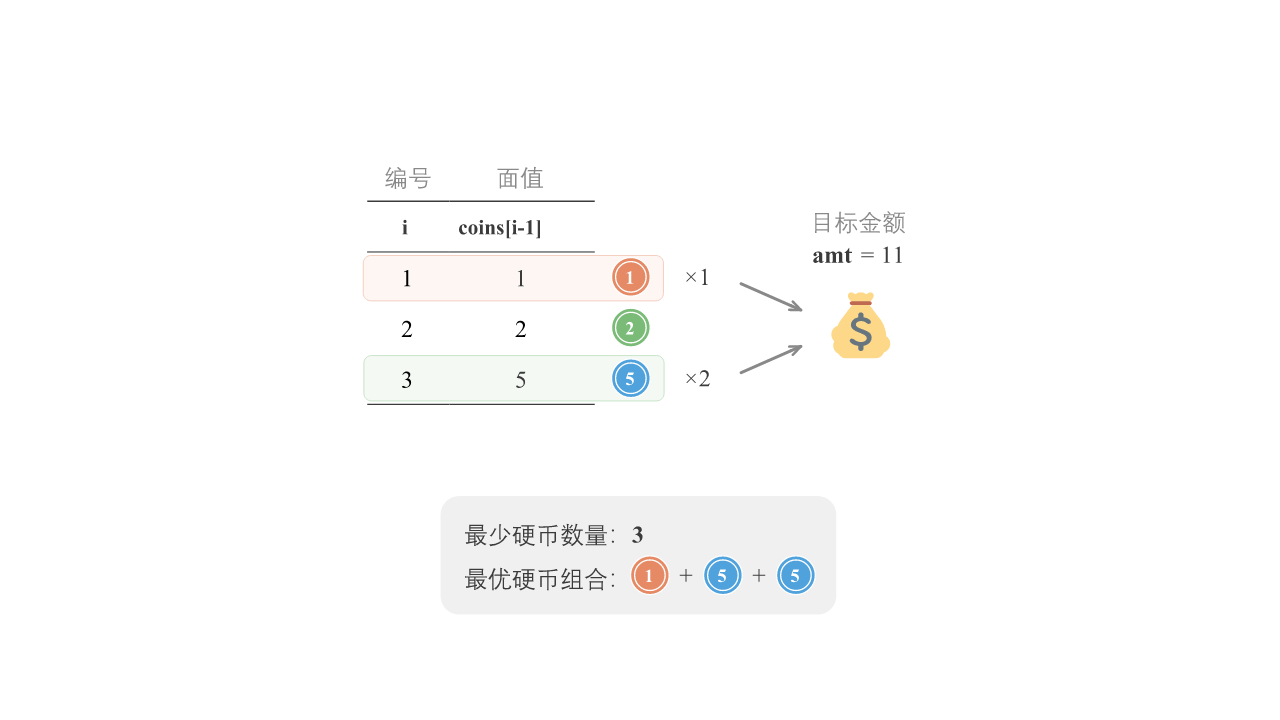 编号 面值
i coins[i-1]
1 1 1 ×1
2 2 2
3 5 5 ×2
目标金额
amt = 11
$
最少硬币数量：3
最优硬币组合：1 + 5 + 5